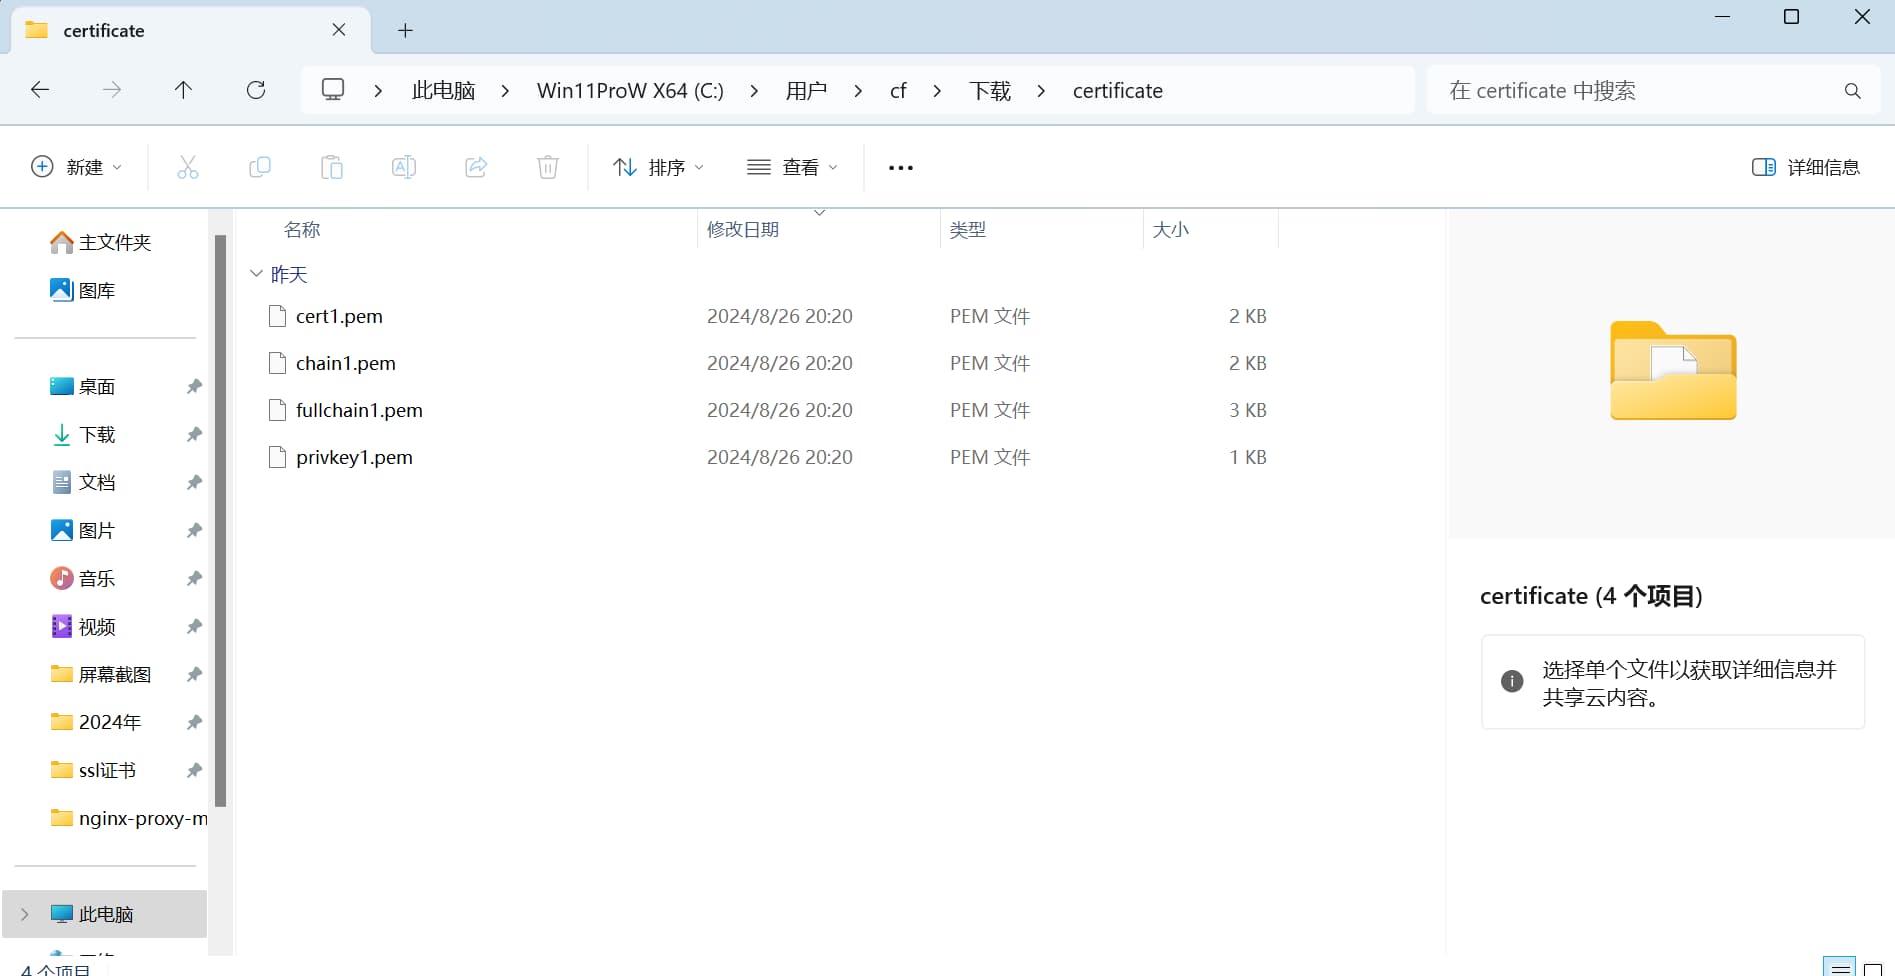 certificate
此电脑 Win11ProW X64 (C:) 用户 cf 下载 certificate
在 certificate 中搜索
新建 排序 查看 详细信息
主文件夹
图库
桌面
下载
文档
图片
音乐
视频
屏幕截图
2024年
ssl证书
nginx-proxy-m
此电脑
名称 修改日期 类型 大小
昨天
cert1.pem 2024/8/26 20:20 PEM 文件 2 KB
chain1.pem 2024/8/26 20:20 PEM 文件 2 KB
fullchain1.pem 2024/8/26 20:20 PEM 文件 3 KB
privkey1.pem 2024/8/26 20:20 PEM 文件 1 KB
certificate (4 个项目)
选择单个文件以获取详细信息并
共享云内容。
4 个项目